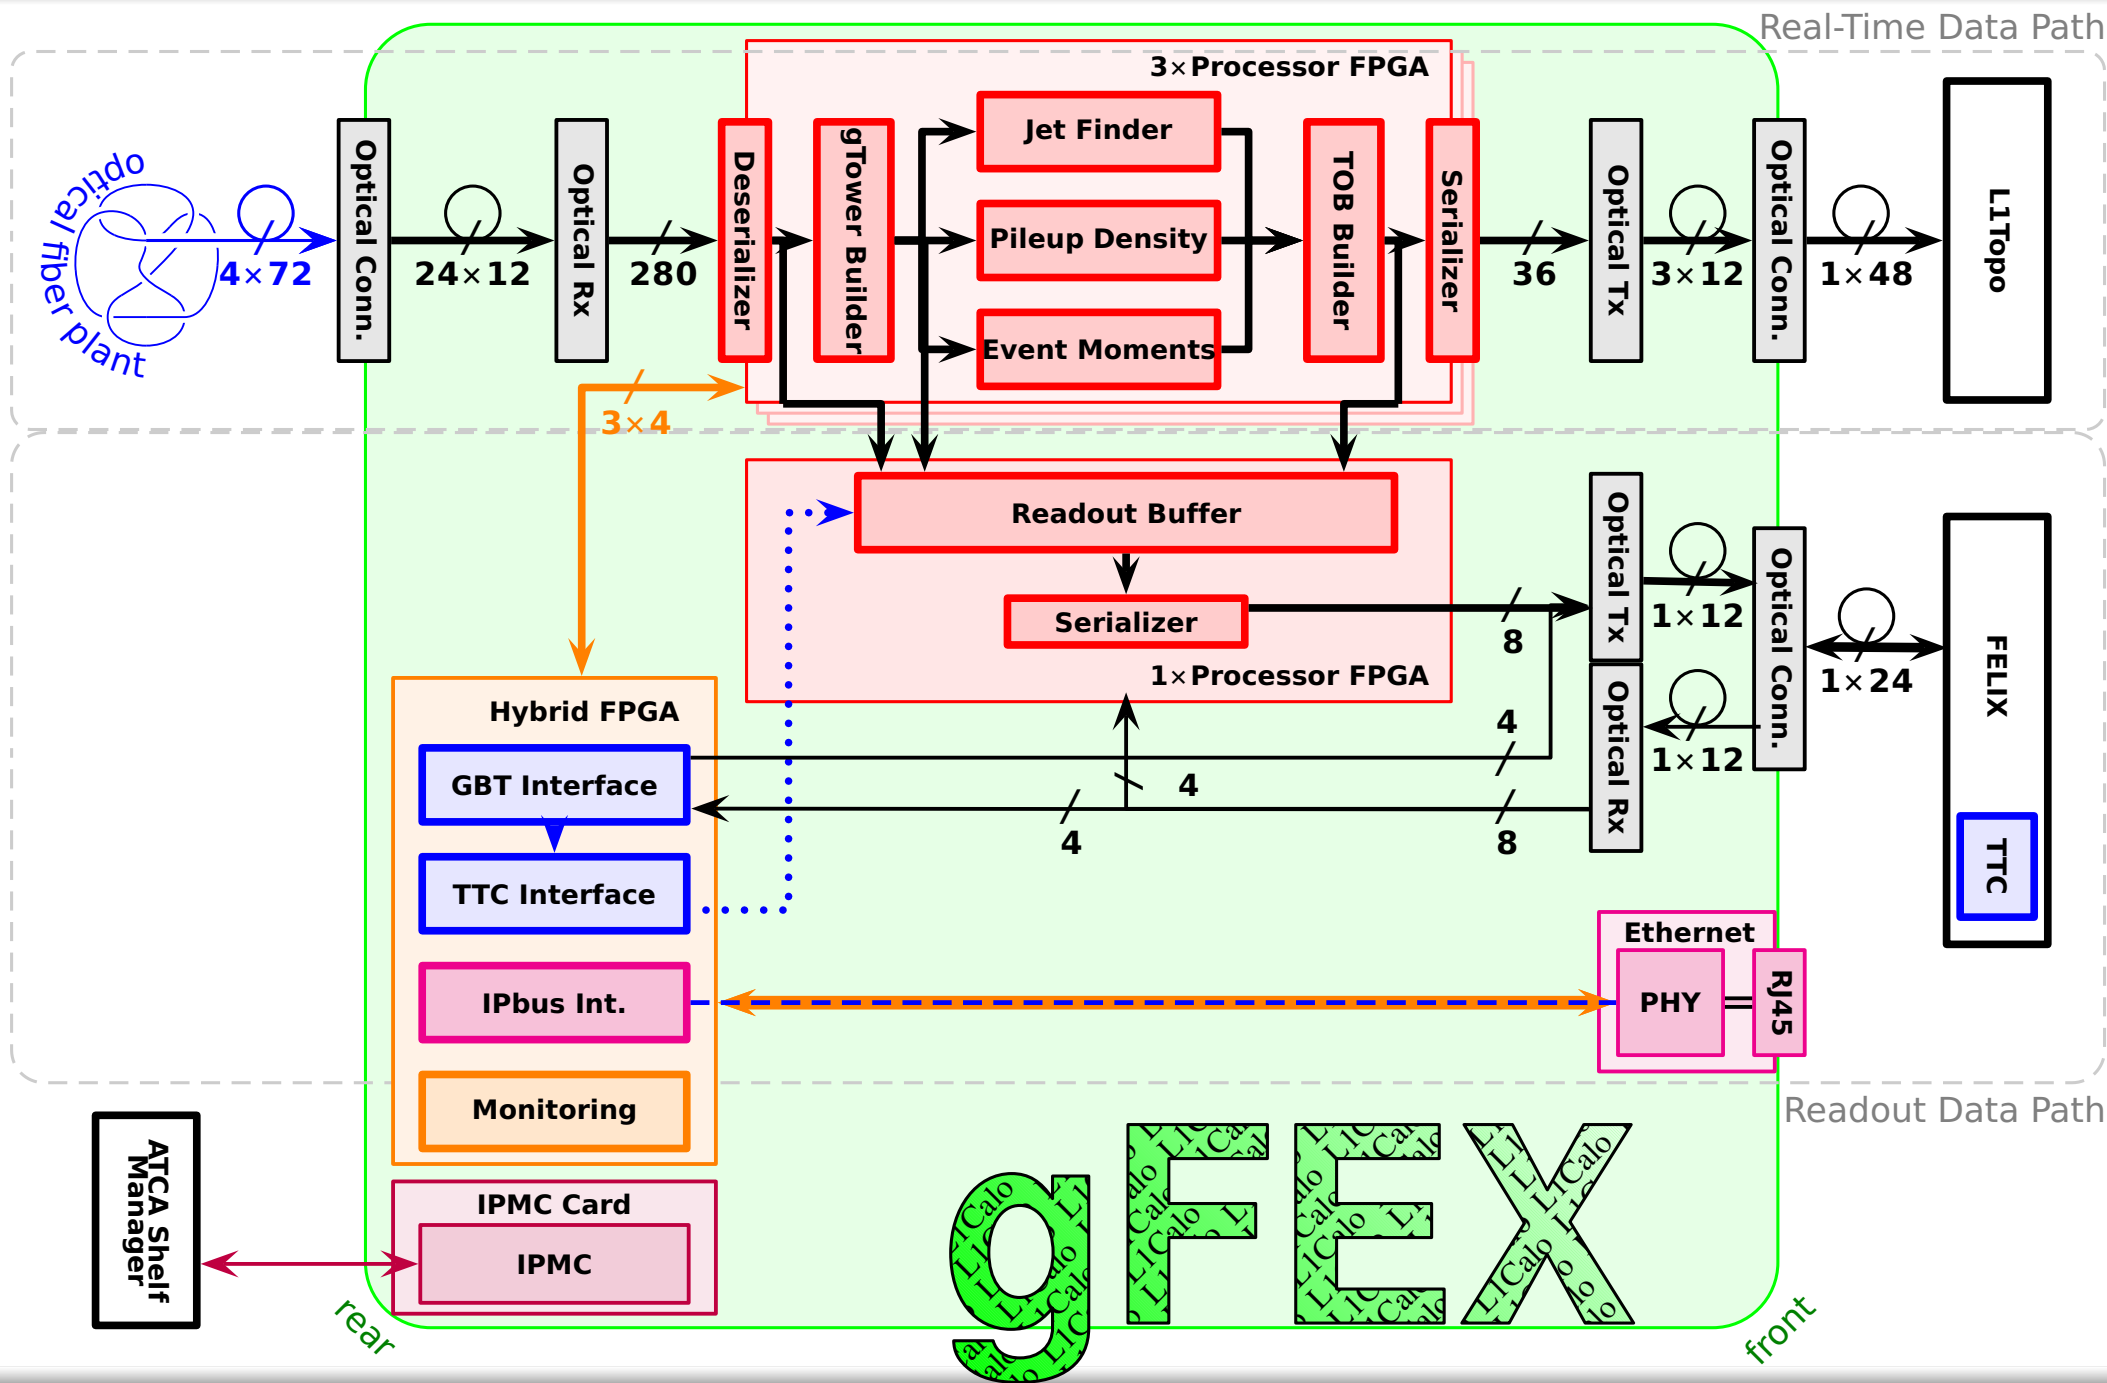 Real-Time Data Path
3×Processor FPGA
optical fiber plant
4×72
Optical Conn.
24×12
Optical Rx
280
Deserializer
gTower Builder
Jet Finder
Pileup Density
Event Moments
TOB Builder
Serializer
36
Optical Tx
3×12
Optical Conn.
1×48
L1Topo
3×4
Readout Buffer
Serializer
1×Processor FPGA
8
Optical Tx
1×12
Optical Conn.
1×24
FELIX
TTC
Optical Rx
1×12
Hybrid FPGA
GBT Interface
4
4
4
8
TTC Interface
IPbus Int.
Monitoring
Ethernet
PHY
RJ45
Readout Data Path
ATCA Shelf
Manager
IPMC Card
IPMC
gFEX
rear
front